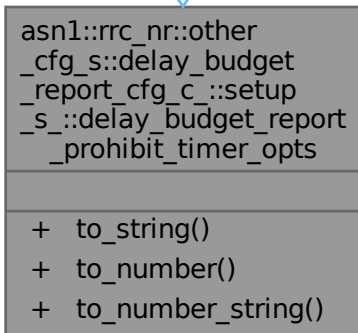 asn1::rrc_nr::other
_cfg_s::delay_budget
_report_cfg_c_::setup
_s_::delay_budget_report
_prohibit_timer_opts
+ to_string()
+ to_number()
+ to_number_string()